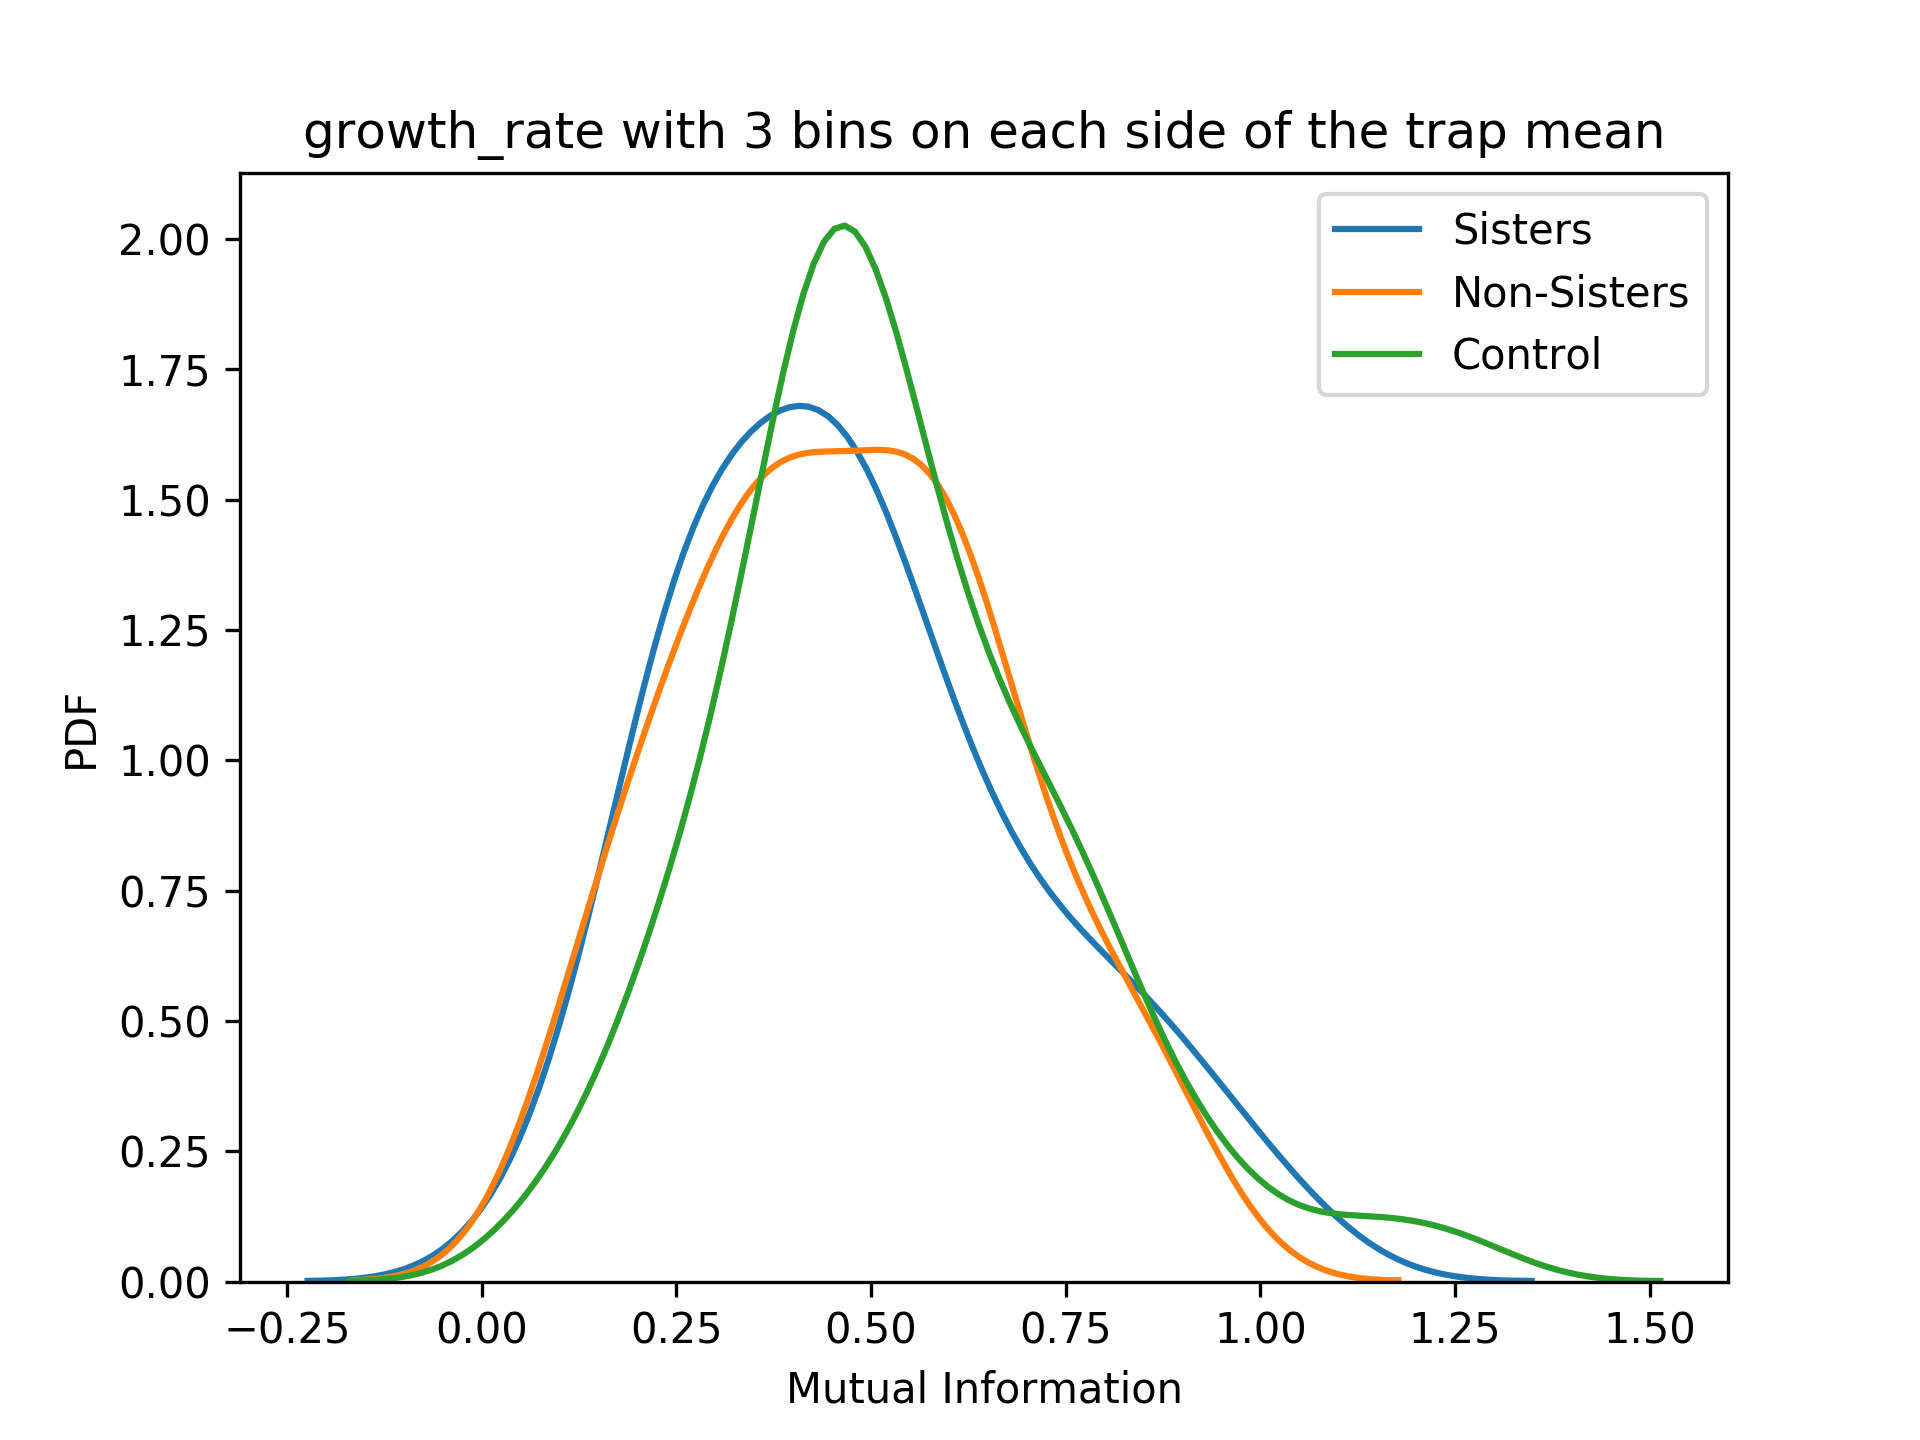 growth_rate with 3 bins on each side of the trap mean
Sisters
Non-Sisters
Control
PDF
2.00
1.75
1.50
1.25
1.00
0.75
0.50
0.25
0.00
−0.25 0.00 0.25 0.50 0.75 1.00 1.25 1.50
Mutual Information